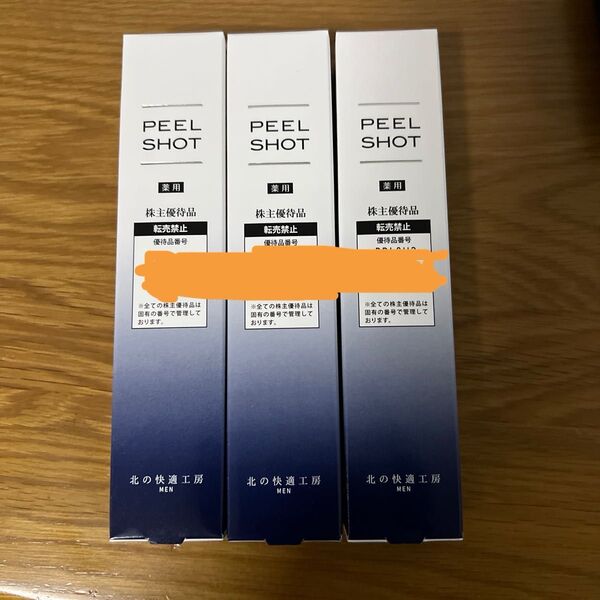 PEEL
SHOT
薬用
株主優待品
転売禁止
優待品番号
※全ての株主優待品は
固有の番号で管理して
おります。
北の快適工房
MEN
PEEL
SHOT
薬用
株主優待品
転売禁止
優待品番号
※全ての株主優待品は
固有の番号で管理して
おります。
北の快適工房
MEN
PEEL
SHOT
薬用
株主優待品
転売禁止
優待品番号
※全ての株主優待品は
固有の番号で管理して
おります。
北の快適工房
MEN